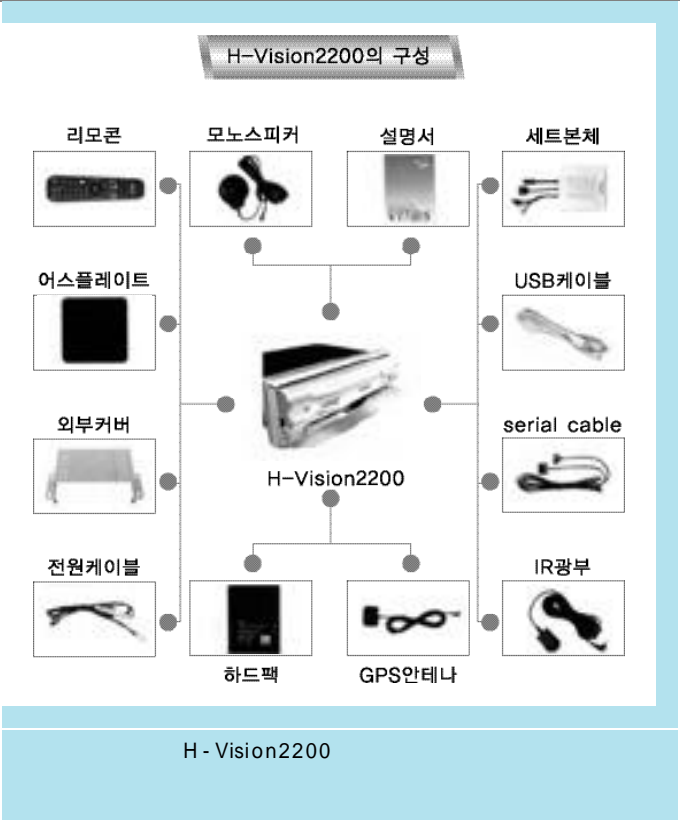 H-Vision2200의 구성
리모콘
모노스피커
설명서
세트본체
어스플레이트
USB케이블
외부커버
serial cable
H-Vision2200
전원케이블
IR광부
하드팩
GPS안테나
H - Vision2200